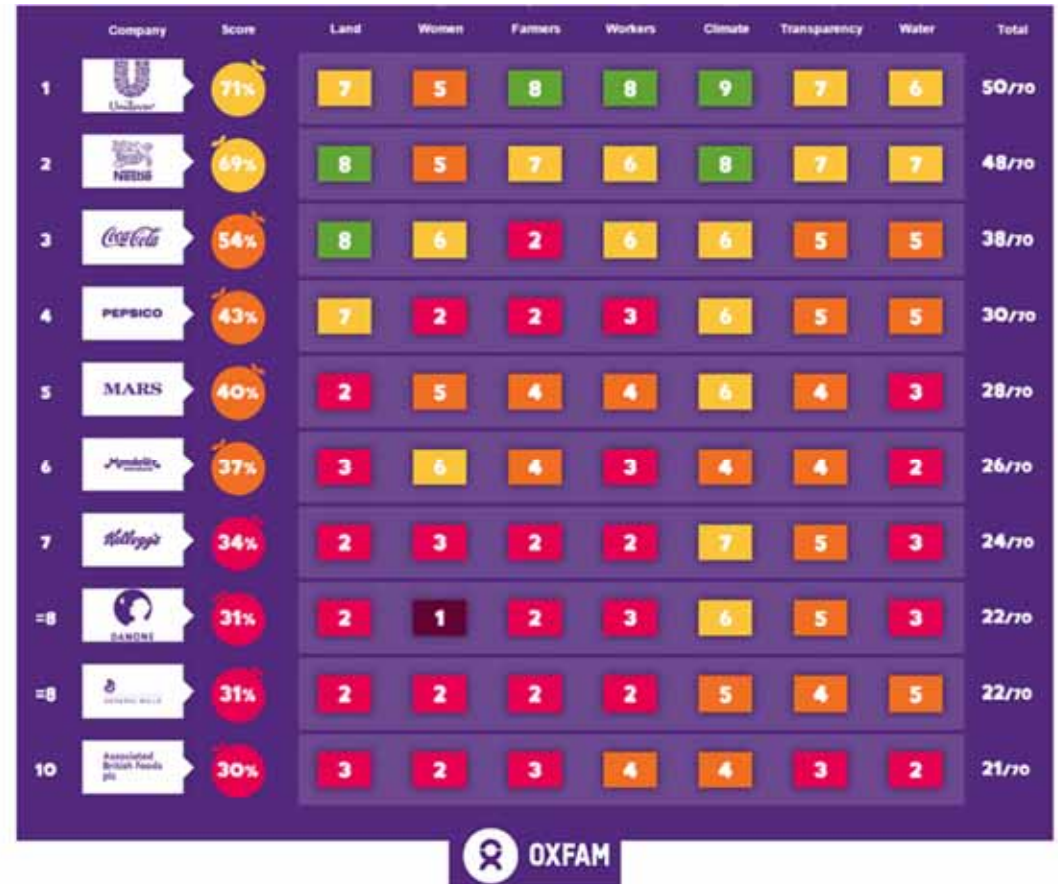 Company Score Land Women Farmers Workers Climate Transparency Water Total
1 Unilever 71% 7 5 8 8 9 7 6 50/70
2 Nestlé 69% 8 5 7 6 8 7 7 48/70
3 Coca-Cola 54% 8 6 2 6 6 5 5 38/70
4 PEPSICO 43% 7 2 2 3 6 5 5 30/70
5 MARS 40% 2 5 4 4 6 4 3 28/70
6 Mondelēz 37% 3 6 4 3 4 4 2 26/70
7 Kellogg's 34% 2 3 2 2 7 5 3 24/70
=8 DANONE 31% 2 1 2 3 6 5 3 22/70
=8 GENERAL MILLS 31% 2 2 2 2 5 4 5 22/70
10 Associated British Foods plc 30% 3 2 3 4 4 3 2 21/70
OXFAM